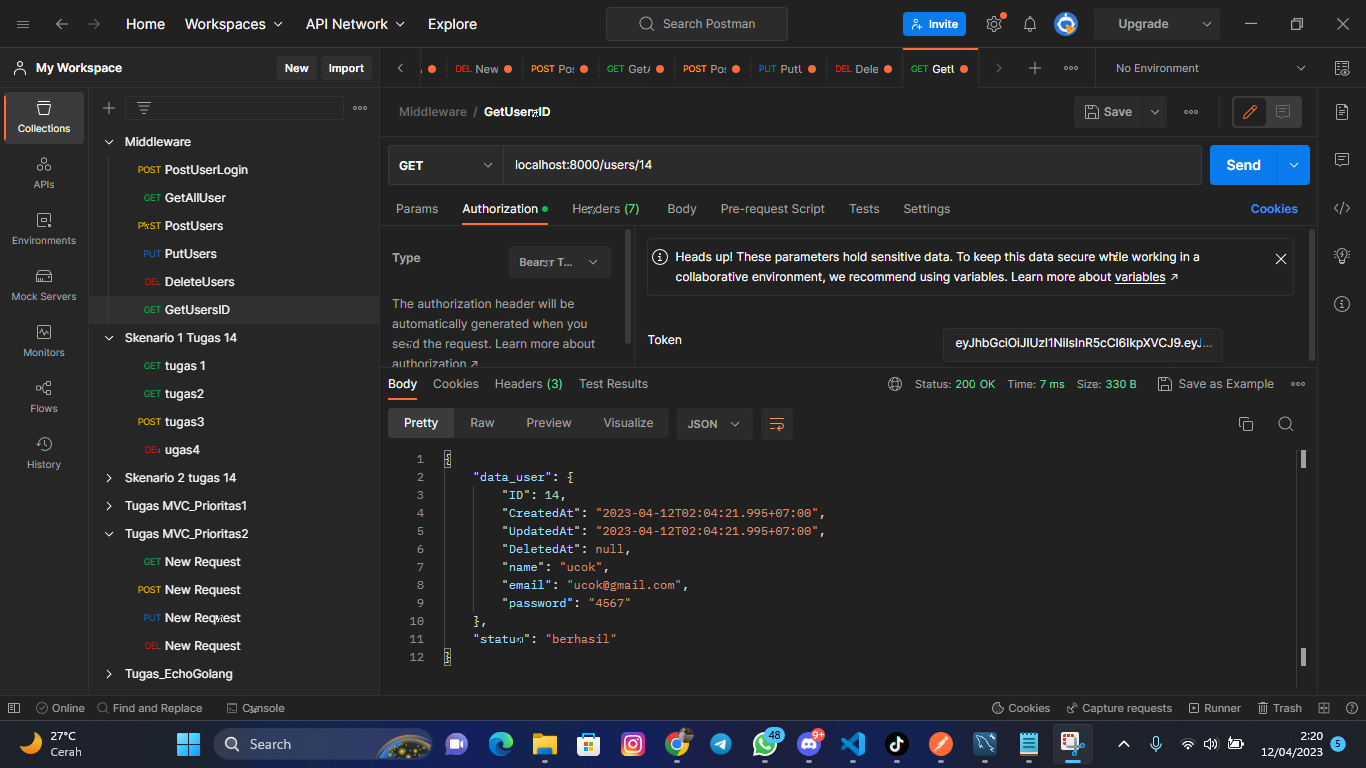 Home
Workspaces
API Network
Explore
Search Postman
Invite
Upgrade
My Workspace
New
Import
DEL New
POST Pos
GET GetA
POST Pos
PUT PutU
DEL Dele
GET GetU
No Environment
Collections
APIs
Environments
Mock Servers
Monitors
Flows
History
Middleware
POST PostUserLogin
GET GetAllUser
POST PostUsers
PUT PutUsers
DEL DeleteUsers
GET GetUsersID
Skenario 1 Tugas 14
GET tugas 1
GET tugas2
POST tugas3
ugas4
Skenario 2 tugas 14
Tugas MVC_Prioritas1
Tugas MVC_Prioritas2
GET New Request
POST New Request
PUT New Request
DEL New Request
Tugas_EchoGolang
Middleware / GetUsersID
Save
GET
localhost:8000/users/14
Send
Params
Authorization
Headers (7)
Body
Pre-request Script
Tests
Settings
Cookies
Type
Bearer T...
The authorization header will be
automatically generated when you
send the request. Learn more about
authorization ↗
Heads up! These parameters hold sensitive data. To keep this data secure while working in a
collaborative environment, we recommend using variables. Learn more about variables ↗
Token
Body
Cookies
Headers (3)
Test Results
Status: 200 OK
Time: 7 ms
Size: 330 B
Save as Example
Pretty
Raw
Preview
Visualize
JSON
1 {
2 "data_user": {
3 "ID": 14,
4 "CreatedAt": "2023-04-12T02:04:21.995+07:00",
5 "UpdatedAt": "2023-04-12T02:04:21.995+07:00",
6 "DeletedAt": null,
7 "name": "ucok",
8 "email": "ucok@gmail.com",
9 "password": "4567"
10 },
11 "status": "berhasil"
12 }
Online
Find and Replace
Console
Cookies
Capture requests
Runner
Trash
27°C
Cerah
Search
48
9+
2:20
12/04/2023
5